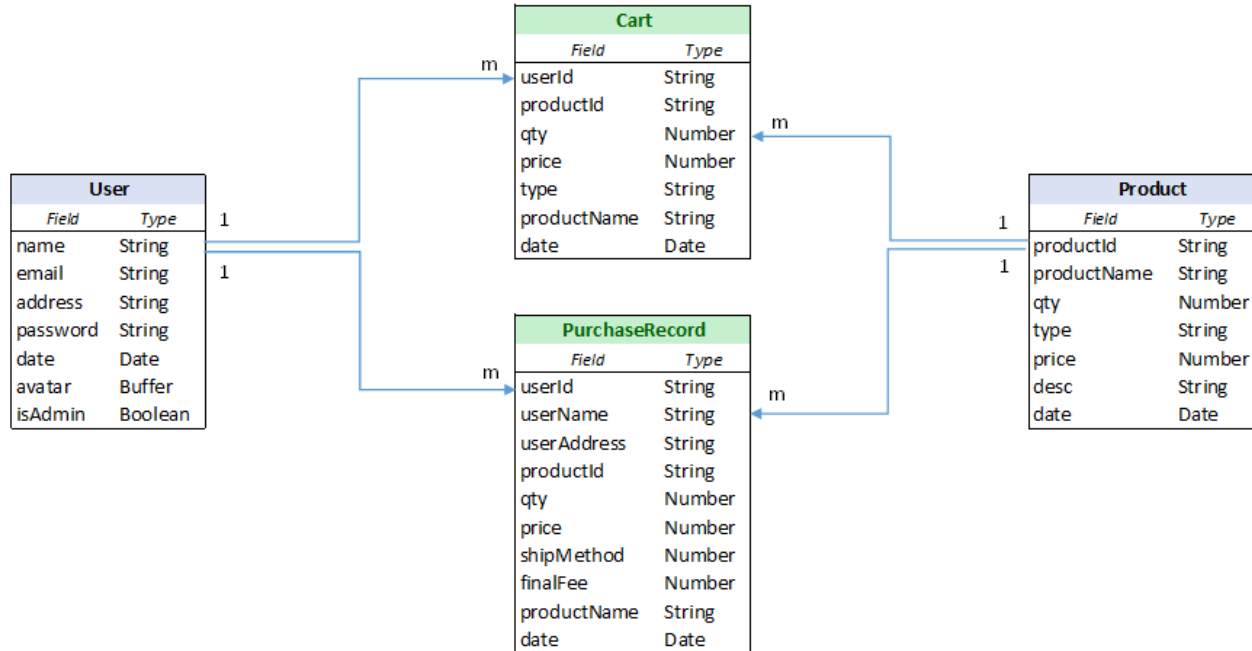 Cart
Field Type
userId String
productId String
qty Number
price Number
type String
productName String
date Date
m
m
User
Field Type
name String
email String
address String
password String
date Date
avatar Buffer
isAdmin Boolean
1
1
Product
Field Type
productId String
productName String
qty Number
type String
price Number
desc String
date Date
1
1
PurchaseRecord
Field Type
userId String
userName String
userAddress String
productId String
qty Number
price Number
shipMethod Number
finalFee Number
productName String
date Date
m
m